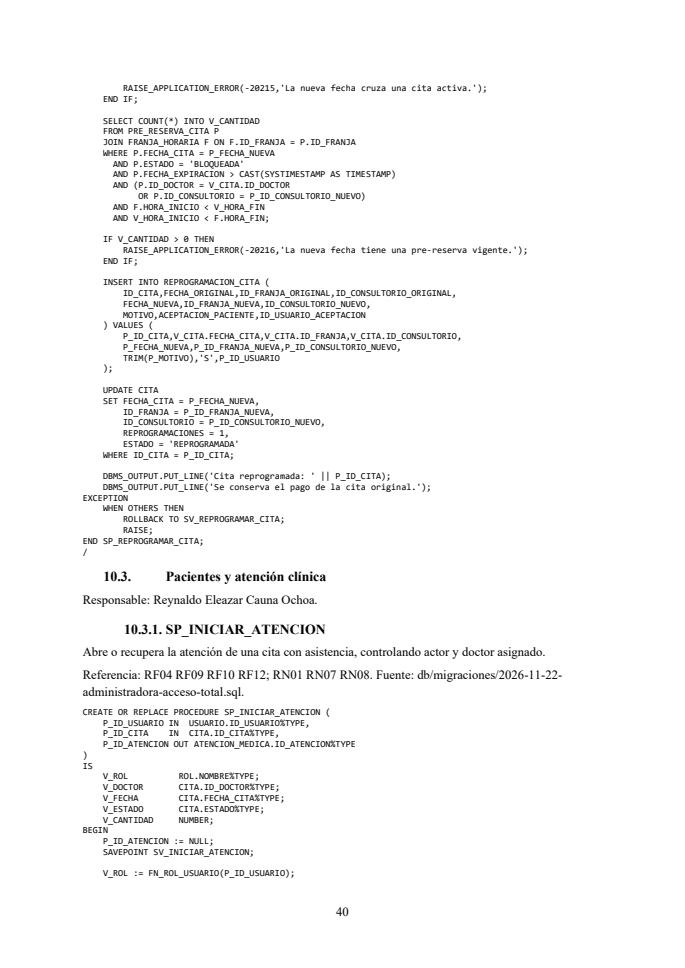 RAISE_APPLICATION_ERROR(-20215,'La nueva fecha cruza una cita activa.');
END IF;
SELECT COUNT(*) INTO V_CANTIDAD
FROM PRE_RESERVA_CITA P
JOIN FRANJA_HORARIA F ON F.ID_FRANJA = P.ID_FRANJA
WHERE P.FECHA_CITA = P_FECHA_NUEVA
AND P.ESTADO = 'BLOQUEADA'
AND P.FECHA_EXPIRACION > CAST(SYSTIMESTAMP AS TIMESTAMP)
AND (P.ID_DOCTOR = V_CITA.ID_DOCTOR
OR P.ID_CONSULTORIO = P_ID_CONSULTORIO_NUEVO)
AND F.HORA_INICIO < V_HORA_FIN
AND V_HORA_INICIO < F.HORA_FIN;
IF V_CANTIDAD > 0 THEN
RAISE_APPLICATION_ERROR(-20216,'La nueva fecha tiene una pre-reserva vigente.');
END IF;
INSERT INTO REPROGRAMACION_CITA (
ID_CITA,FECHA_ORIGINAL,ID_FRANJA_ORIGINAL,ID_CONSULTORIO_ORIGINAL,
FECHA_NUEVA,ID_FRANJA_NUEVA,ID_CONSULTORIO_NUEVO,
MOTIVO,ACEPTACION_PACIENTE,ID_USUARIO_ACEPTACION
) VALUES (
P_ID_CITA,V_CITA.FECHA_CITA,V_CITA.ID_FRANJA,V_CITA.ID_CONSULTORIO,
P_FECHA_NUEVA,P_ID_FRANJA_NUEVA,P_ID_CONSULTORIO_NUEVO,
TRIM(P_MOTIVO),'S',P_ID_USUARIO
);
UPDATE CITA
SET FECHA_CITA = P_FECHA_NUEVA,
ID_FRANJA = P_ID_FRANJA_NUEVA,
ID_CONSULTORIO = P_ID_CONSULTORIO_NUEVO,
REPROGRAMACIONES = 1,
ESTADO = 'REPROGRAMADA'
WHERE ID_CITA = P_ID_CITA;
DBMS_OUTPUT.PUT_LINE('Cita reprogramada: ' || P_ID_CITA);
DBMS_OUTPUT.PUT_LINE('Se conserva el pago de la cita original.');
EXCEPTION
WHEN OTHERS THEN
ROLLBACK TO SV_REPROGRAMAR_CITA;
RAISE;
END SP_REPROGRAMAR_CITA;
/
10.3. Pacientes y atención clínica
Responsable: Reynaldo Eleazar Cauna Ochoa.
10.3.1. SP_INICIAR_ATENCION
Abre o recupera la atención de una cita con asistencia, controlando actor y doctor asignado.
Referencia: RF04 RF09 RF10 RF12; RN01 RN07 RN08. Fuente: db/migraciones/2026-11-22-
administradora-acceso-total.sql.
CREATE OR REPLACE PROCEDURE SP_INICIAR_ATENCION (
P_ID_USUARIO IN USUARIO.ID_USUARIO%TYPE,
P_ID_CITA IN CITA.ID_CITA%TYPE,
P_ID_ATENCION OUT ATENCION_MEDICA.ID_ATENCION%TYPE
)
IS
V_ROL ROL.NOMBRE%TYPE;
V_DOCTOR CITA.ID_DOCTOR%TYPE;
V_FECHA CITA.FECHA_CITA%TYPE;
V_ESTADO CITA.ESTADO%TYPE;
V_CANTIDAD NUMBER;
BEGIN
P_ID_ATENCION := NULL;
SAVEPOINT SV_INICIAR_ATENCION;
V_ROL := FN_ROL_USUARIO(P_ID_USUARIO);
40